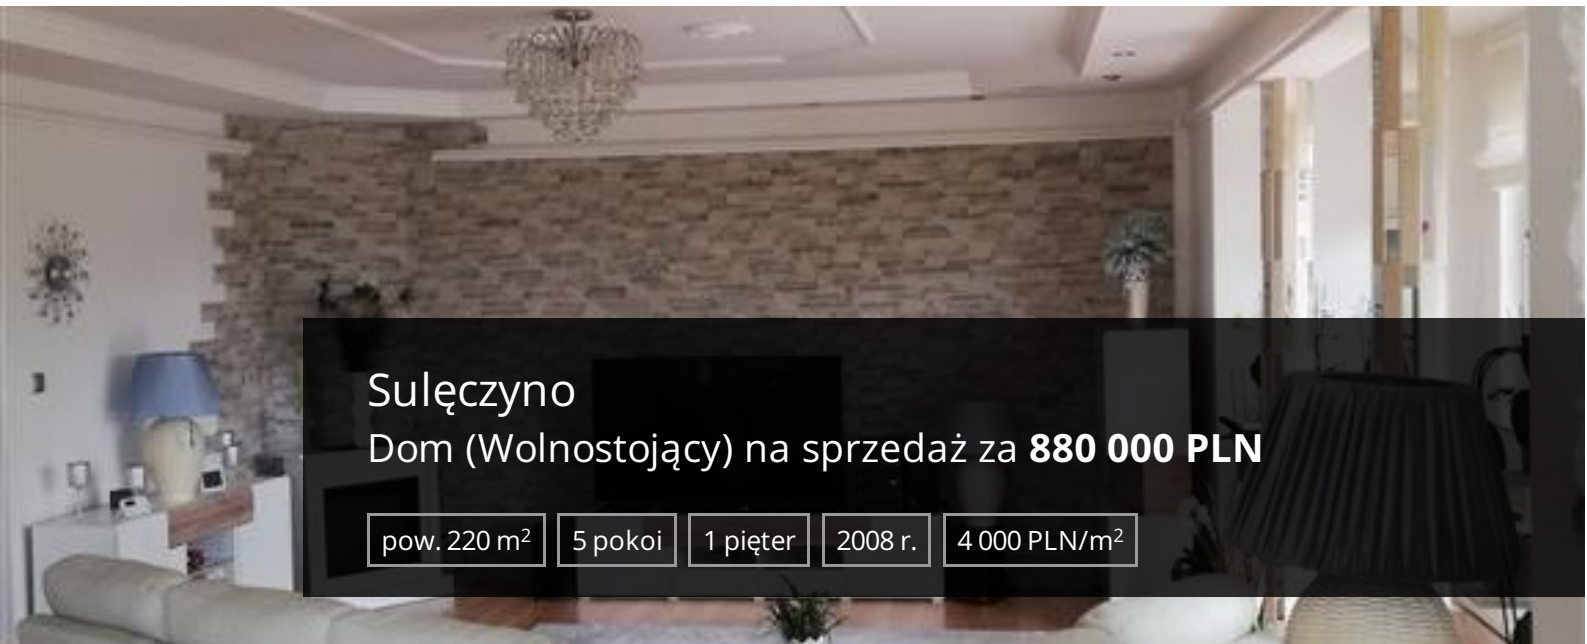 Sulęczyno
Dom (Wolnostojący) na sprzedaż za 880 000 PLN
pow. 220 m² 5 pokoi 1 pięter 2008 r. 4 000 PLN/m²